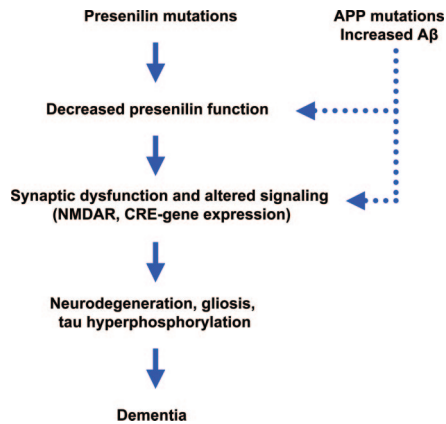 Presenilin mutations
APP mutations
Increased Aβ
Decreased presenilin function
Synaptic dysfunction and altered signaling
(NMDAR, CRE-gene expression)
Neurodegeneration, gliosis,
tau hyperphosphorylation
Dementia